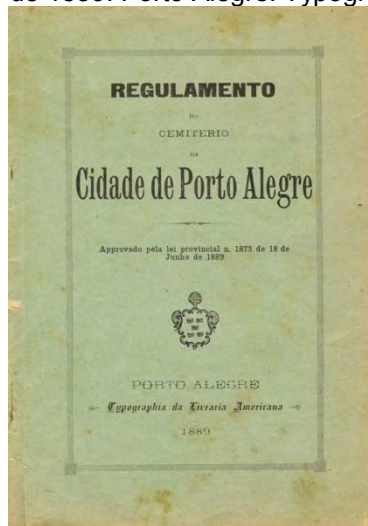 de 1889. Porto Alegre: Typogr
REGULAMENTO
DO
CEMITERIO
DA
Cidade de Porto Alegre
Approvado pela lei provincial n. 1873 de 18 de
Junho de 1889
PORTO ALEGRE
Typographia da Livraria Americana
1889